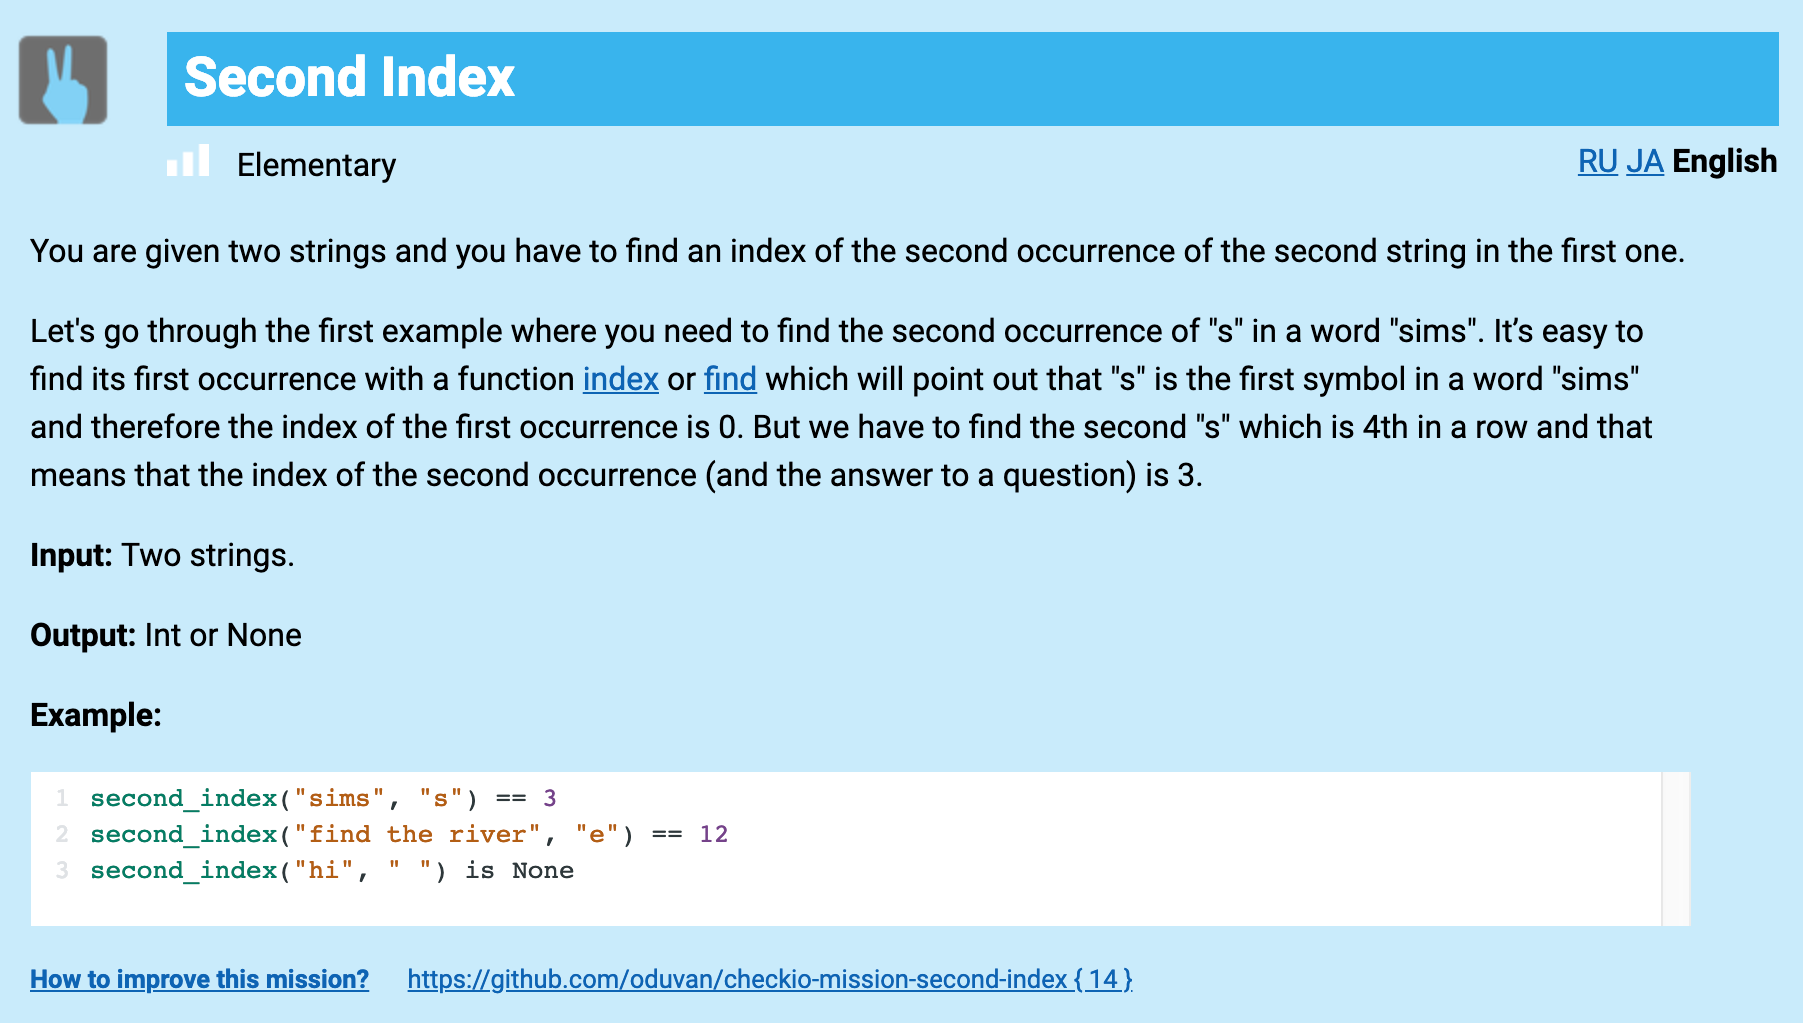 Second Index
Elementary
RU JA English
You are given two strings and you have to find an index of the second occurrence of the second string in the first one.
Let's go through the first example where you need to find the second occurrence of "s" in a word "sims". It’s easy to
find its first occurrence with a function index or find which will point out that "s" is the first symbol in a word "sims"
and therefore the index of the first occurrence is 0. But we have to find the second "s" which is 4th in a row and that
means that the index of the second occurrence (and the answer to a question) is 3.
Input: Two strings.
Output: Int or None
Example:
1 second_index("sims", "s") == 3
2 second_index("find the river", "e") == 12
3 second_index("hi", " ") is None
How to improve this mission? https://github.com/oduvan/checkio-mission-second-index { 14 }